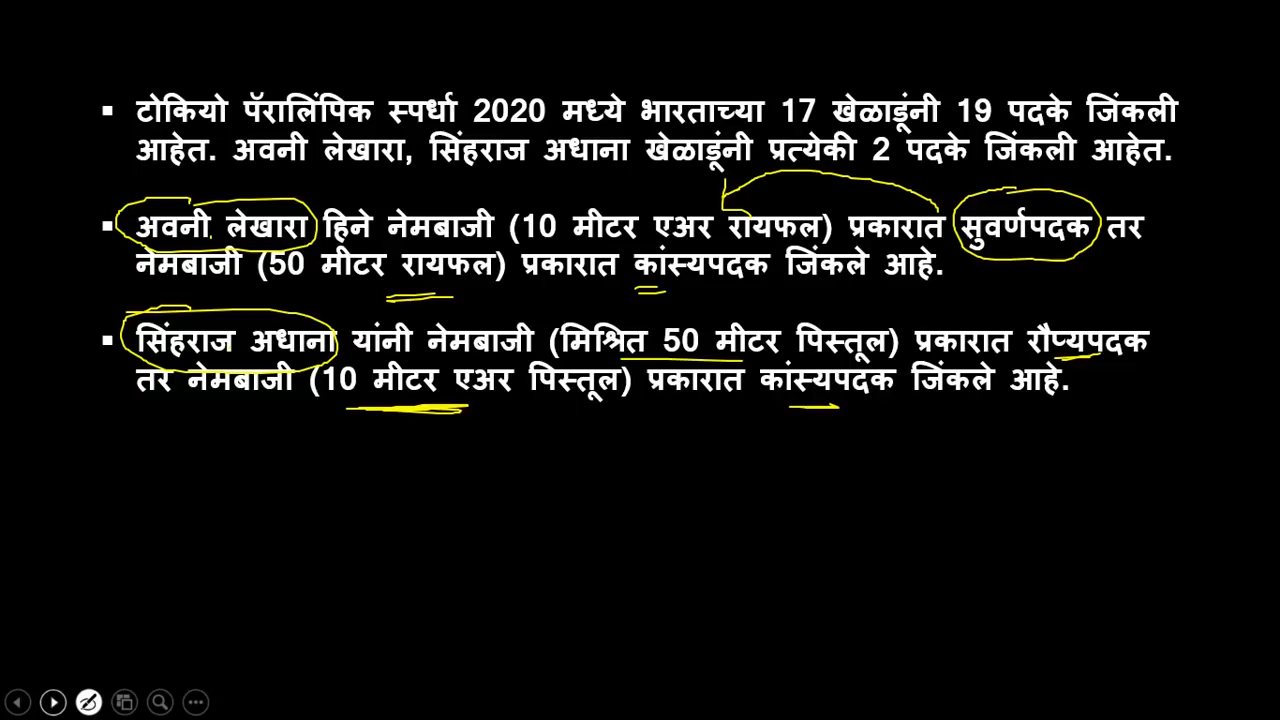 ▪ टोकियो पॅरालिंपिक स्पर्धा 2020 मध्ये भारताच्या 17 खेळाडूंनी 19 पदके जिंकली
आहेत. अवनी लेखारा, सिंहराज अधाना खेळाडूंनी प्रत्येकी 2 पदके जिंकली आहेत.
▪ अवनी लेखारा हिने नेमबाजी (10 मीटर एअर रायफल) प्रकारात सुवर्णपदक तर
नेमबाजी (50 मीटर रायफल) प्रकारात कांस्यपदक जिंकले आहे.
▪ सिंहराज अधाना यांनी नेमबाजी (मिश्रित 50 मीटर पिस्तूल) प्रकारात रौप्यपदक
तर नेमबाजी (10 मीटर एअर पिस्तूल) प्रकारात कांस्यपदक जिंकले आहे.